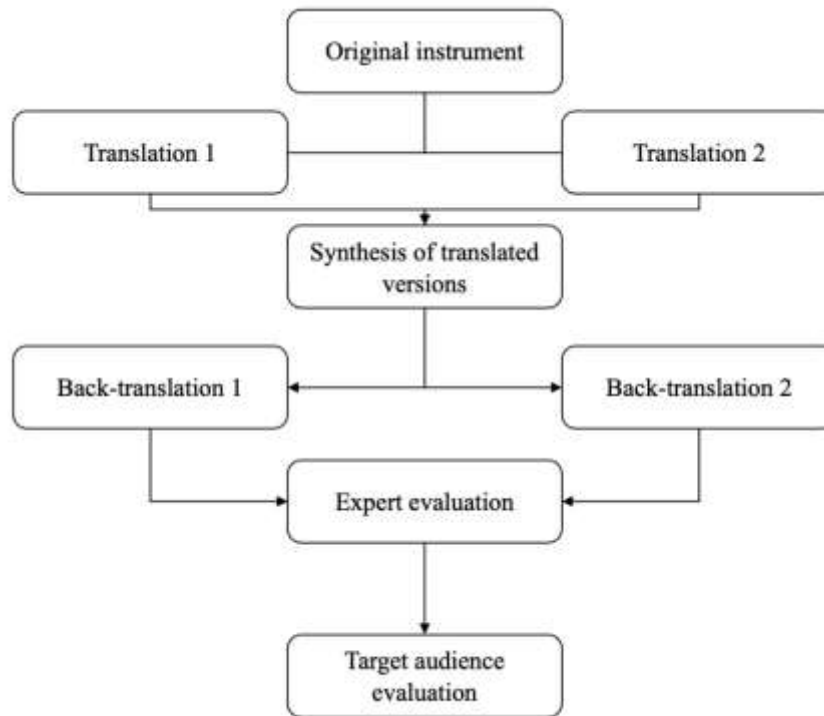 Original instrument
Translation 1
Translation 2
Synthesis of translated
versions
Back-translation 1
Back-translation 2
Expert evaluation
Target audience
evaluation